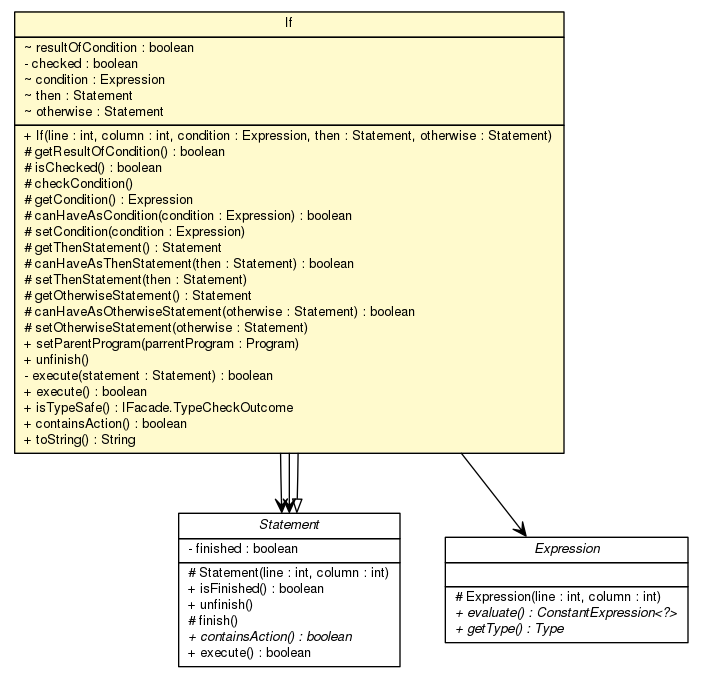 If
~ resultOfCondition : boolean
- checked : boolean
~ condition : Expression
~ then : Statement
~ otherwise : Statement
+ If(line : int, column : int, condition : Expression, then : Statement, otherwise : Statement)
# getResultOfCondition() : boolean
# isChecked() : boolean
# checkCondition()
# getCondition() : Expression
# canHaveAsCondition(condition : Expression) : boolean
# setCondition(condition : Expression)
# getThenStatement() : Statement
# canHaveAsThenStatement(then : Statement) : boolean
# setThenStatement(then : Statement)
# getOtherwiseStatement() : Statement
# canHaveAsOtherwiseStatement(otherwise : Statement) : boolean
# setOtherwiseStatement(otherwise : Statement)
+ setParentProgram(parrentProgram : Program)
+ unfinish()
- execute(statement : Statement) : boolean
+ execute() : boolean
+ isTypeSafe() : IFacade.TypeCheckOutcome
+ containsAction() : boolean
+ toString() : String
Statement
- finished : boolean
# Statement(line : int, column : int)
+ isFinished() : boolean
+ unfinish()
# finish()
+ containsAction() : boolean
+ execute() : boolean
Expression
# Expression(line : int, column : int)
+ evaluate() : ConstantExpression<?>
+ getType() : Type